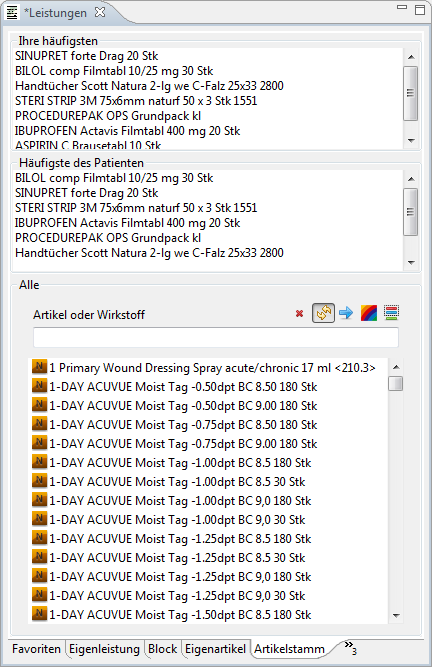 *Leistungen
Ihre häufigsten
SINUPRET forte Drag 20 Stk
BILOL comp Filmtabl 10/25 mg 30 Stk
Handtücher Scott Natura 2-lg we C-Falz 25x33 2800
STERI STRIP 3M 75x6mm naturf 50 x 3 Stk 1551
PROCEDUREPAK OPS Grundpack kl
IBUPROFEN Actavis Filmtabl 400 mg 20 Stk
ASPIRIN C Brausetabl 10 Stk
Häufigste des Patienten
BILOL comp Filmtabl 10/25 mg 30 Stk
SINUPRET forte Drag 20 Stk
STERI STRIP 3M 75x6mm naturf 50 x 3 Stk 1551
IBUPROFEN Actavis Filmtabl 400 mg 20 Stk
PROCEDUREPAK OPS Grundpack kl
Handtücher Scott Natura 2-lg we C-Falz 25x33 2800
Alle
Artikel oder Wirkstoff
N 1 Primary Wound Dressing Spray acute/chronic 17 ml <210.3>
N 1-DAY ACUVUE Moist Tag -0.50dpt BC 8.50 180 Stk
N 1-DAY ACUVUE Moist Tag -0.50dpt BC 9.00 180 Stk
N 1-DAY ACUVUE Moist Tag -0.75dpt BC 8.50 180 Stk
N 1-DAY ACUVUE Moist Tag -0.75dpt BC 9.00 180 Stk
N 1-DAY ACUVUE Moist Tag -1.00dpt BC 8.5 180 Stk
N 1-DAY ACUVUE Moist Tag -1.00dpt BC 8.5 30 Stk
N 1-DAY ACUVUE Moist Tag -1.00dpt BC 9,0 180 Stk
N 1-DAY ACUVUE Moist Tag -1.00dpt BC 9,0 30 Stk
N 1-DAY ACUVUE Moist Tag -1.25dpt BC 8.5 180 Stk
N 1-DAY ACUVUE Moist Tag -1.25dpt BC 8.5 30 Stk
N 1-DAY ACUVUE Moist Tag -1.25dpt BC 9,0 180 Stk
N 1-DAY ACUVUE Moist Tag -1.25dpt BC 9,0 30 Stk
N 1-DAY ACUVUE Moist Tag -1.50dpt BC 8.5 180 Stk
Favoriten Eigenleistung Block Eigenartikel Artikelstamm »3